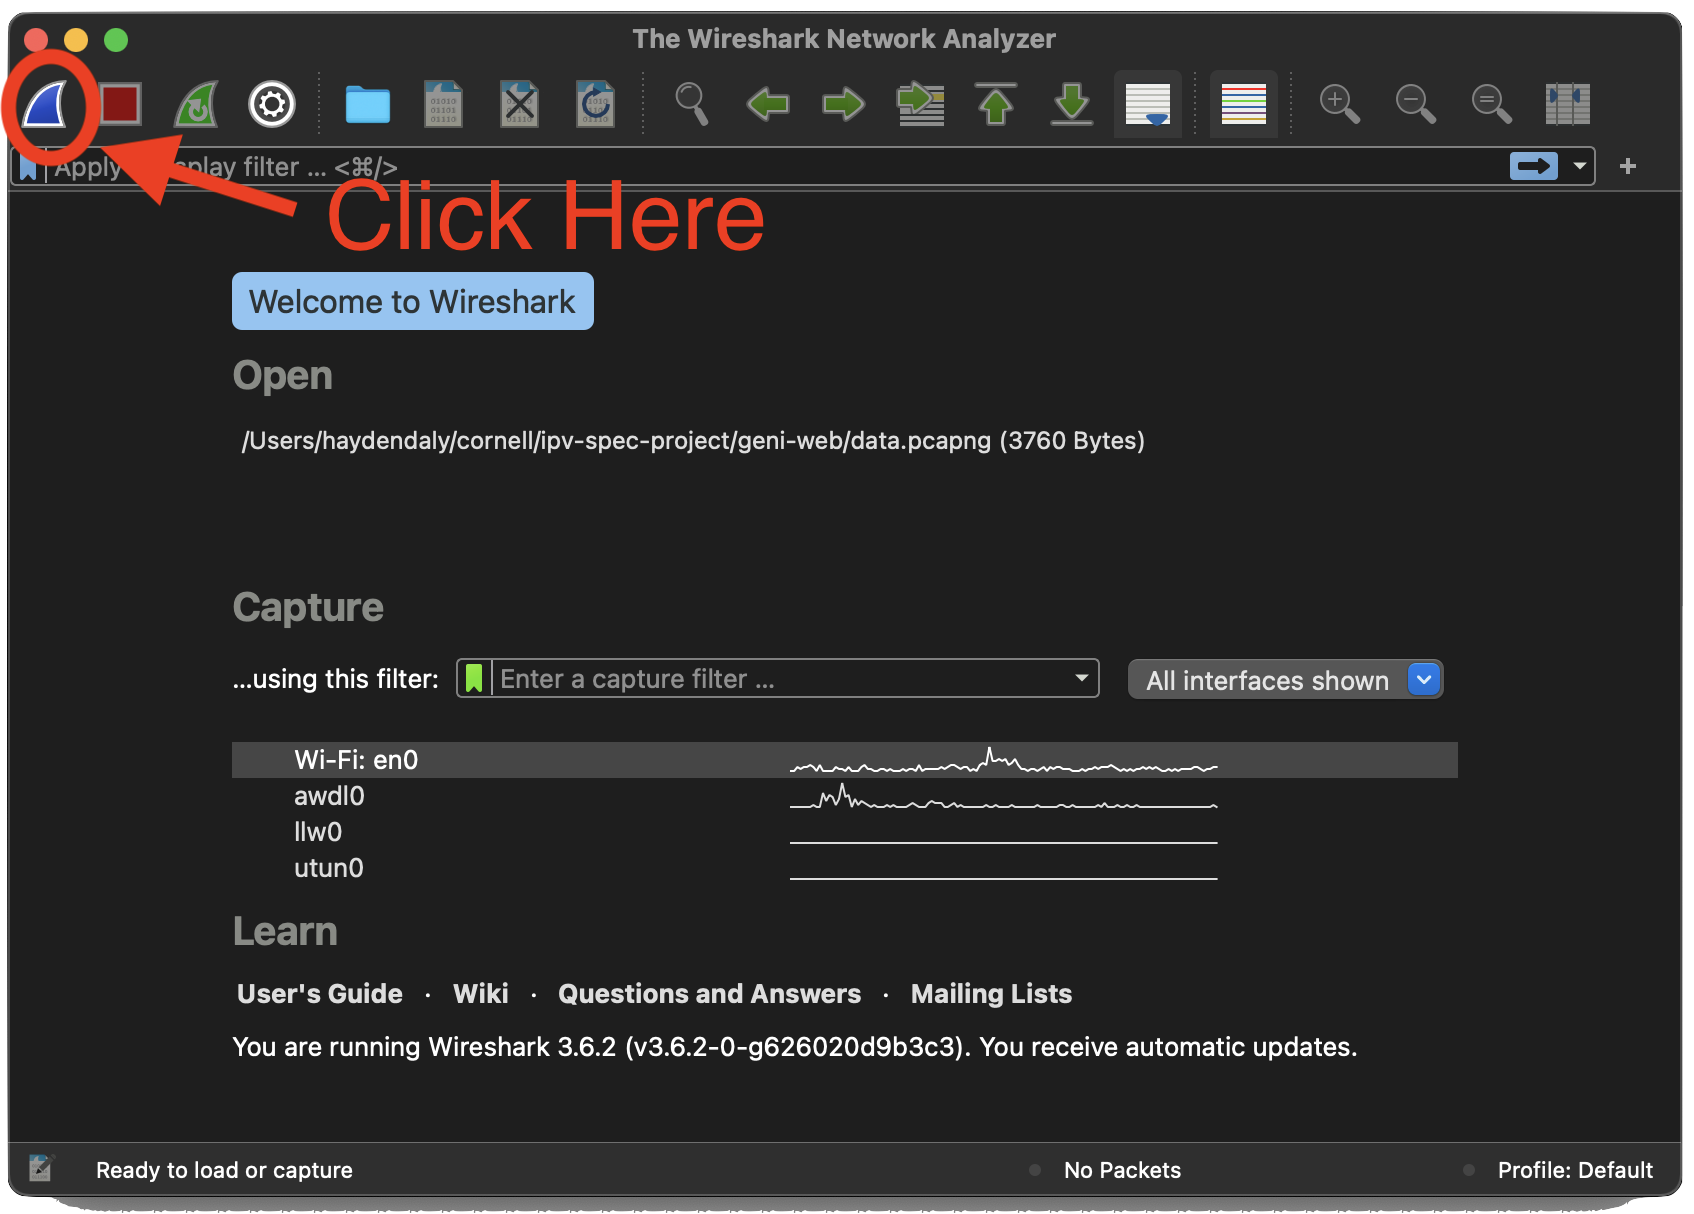 The Wireshark Network Analyzer
Apply play filter ... <⌘/>
Click Here
Welcome to Wireshark
Open
/Users/haydendaly/cornell/ipv-spec-project/geni-web/data.pcapng (3760 Bytes)
Capture
...using this filter: Enter a capture filter ... All interfaces shown
Wi-Fi: en0
awdl0
llw0
utun0
Learn
User's Guide · Wiki · Questions and Answers · Mailing Lists
You are running Wireshark 3.6.2 (v3.6.2-0-g626020d9b3c3). You receive automatic updates.
Ready to load or capture No Packets Profile: Default